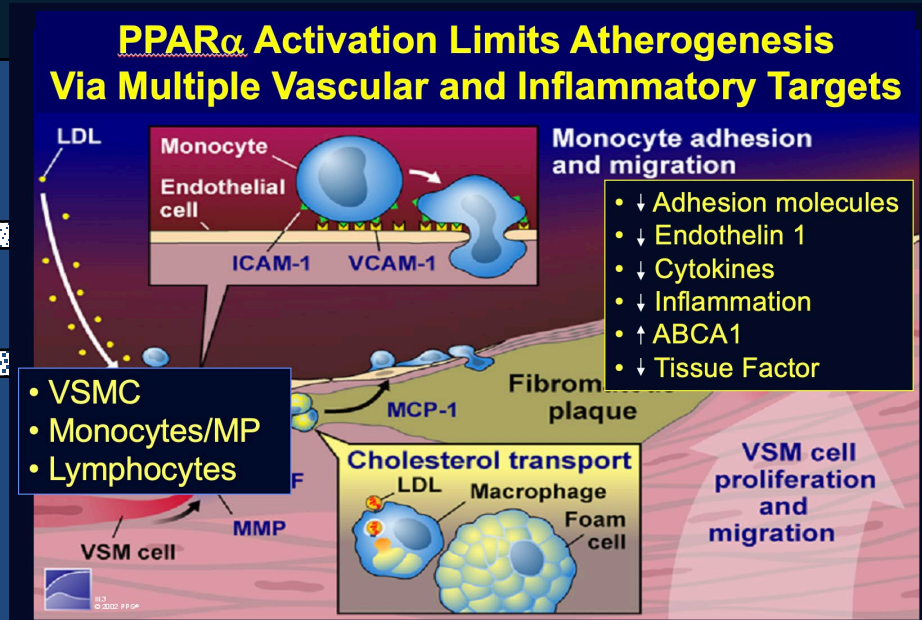 PPARα Activation Limits Atherogenesis
Via Multiple Vascular and Inflammatory Targets
LDL
Monocyte
Endothelial
cell
ICAM-1
VCAM-1
Monocyte adhesion
and migration
• ↓ Adhesion molecules
• ↓ Endothelin 1
• ↓ Cytokines
• ↓ Inflammation
• ↑ ABCA1
• ↓ Tissue Factor
• VSMC
• Monocytes/MP
• Lymphocytes
MCP-1
plaque
F
MMP
VSM cell
Cholesterol transport
LDL
Macrophage
Foam
cell
VSM cell
proliferation
and
migration
© 2002 PPS®